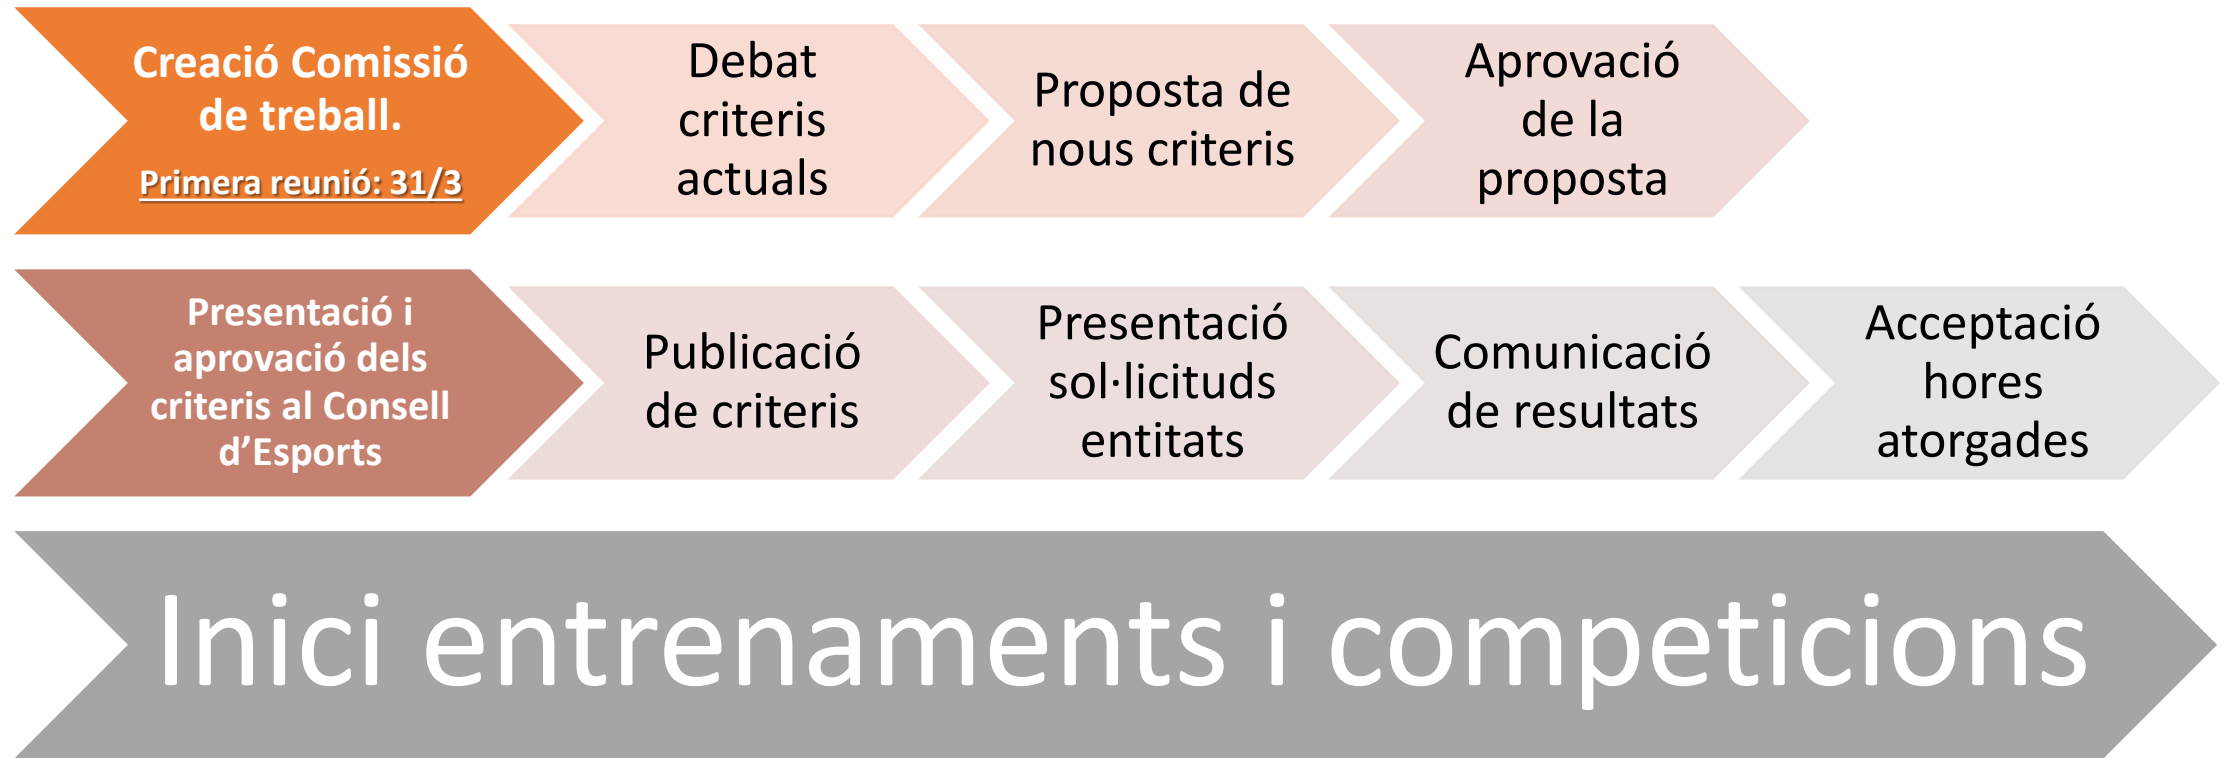 Creació Comissió
de treball.
Primera reunió: 31/3
Debat
criteris
actuals
Proposta de
nous criteris
Aprovació
de la
proposta
Presentació i
aprovació dels
criteris al Consell
d’Esports
Publicació
de criteris
Presentació
sol·licituds
entitats
Comunicació
de resultats
Acceptació
hores
atorgades
Inici entrenaments i competicions